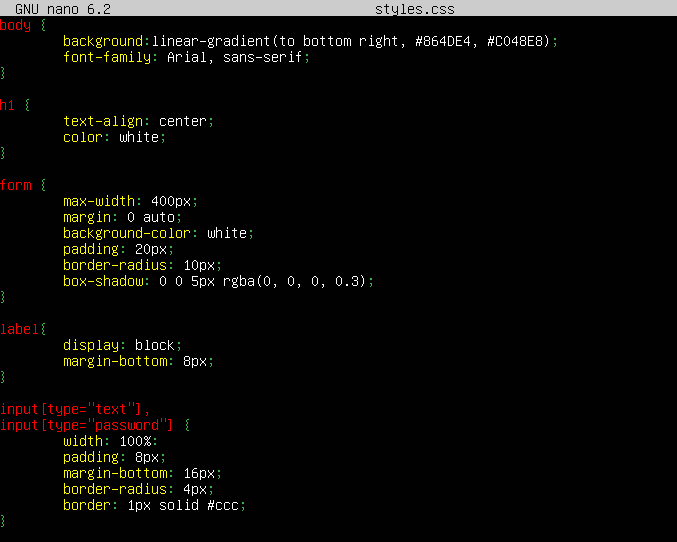 GNU nano 6.2 styles.css
body {
background:linear-gradient(to bottom right, #864DE4, #C048E8);
font-family: Arial, sans-serif;
}
h1 {
text-align: center;
color: white;
}
form {
max-width: 400px;
margin: 0 auto;
background-color: white;
padding: 20px;
border-radius: 10px;
box-shadow: 0 0 5px rgba(0, 0, 0, 0.3);
}
label{
display: block;
margin-bottom: 8px;
}
input[type="text"],
input[type="password"] {
width: 100%:
padding: 8px;
margin-bottom: 16px;
border-radius: 4px;
border: 1px solid #ccc;
}